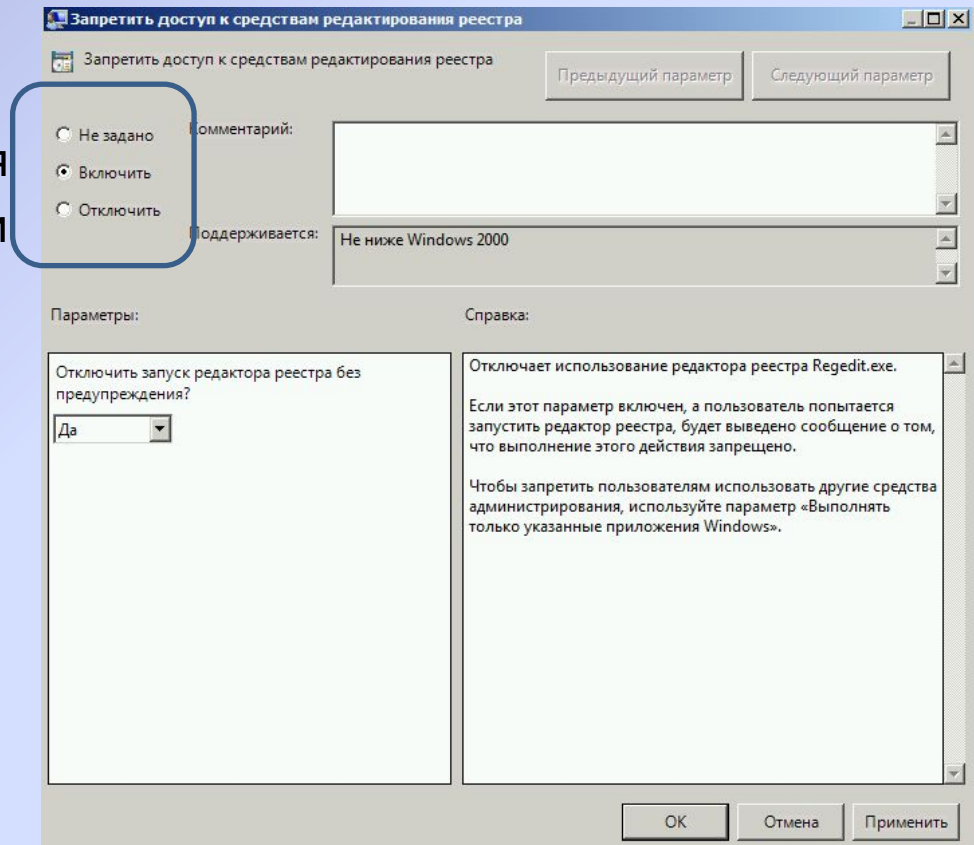 Запретить доступ к средствам редактирования реестра
Запретить доступ к средствам редактирования реестра
Предыдущий параметр
Следующий параметр
Не задано
Включить
Отключить
я
и
Комментарий:
Поддерживается:
Не ниже Windows 2000
Параметры:
Справка:
Отключить запуск редактора реестра без
предупреждения?
Да
Отключает использование редактора реестра Regedit.exe.
Если этот параметр включен, а пользователь попытается
запустить редактор реестра, будет выведено сообщение о том,
что выполнение этого действия запрещено.
Чтобы запретить пользователям использовать другие средства
администрирования, используйте параметр «Выполнять
только указанные приложения Windows».
ОК
Отмена
Применить